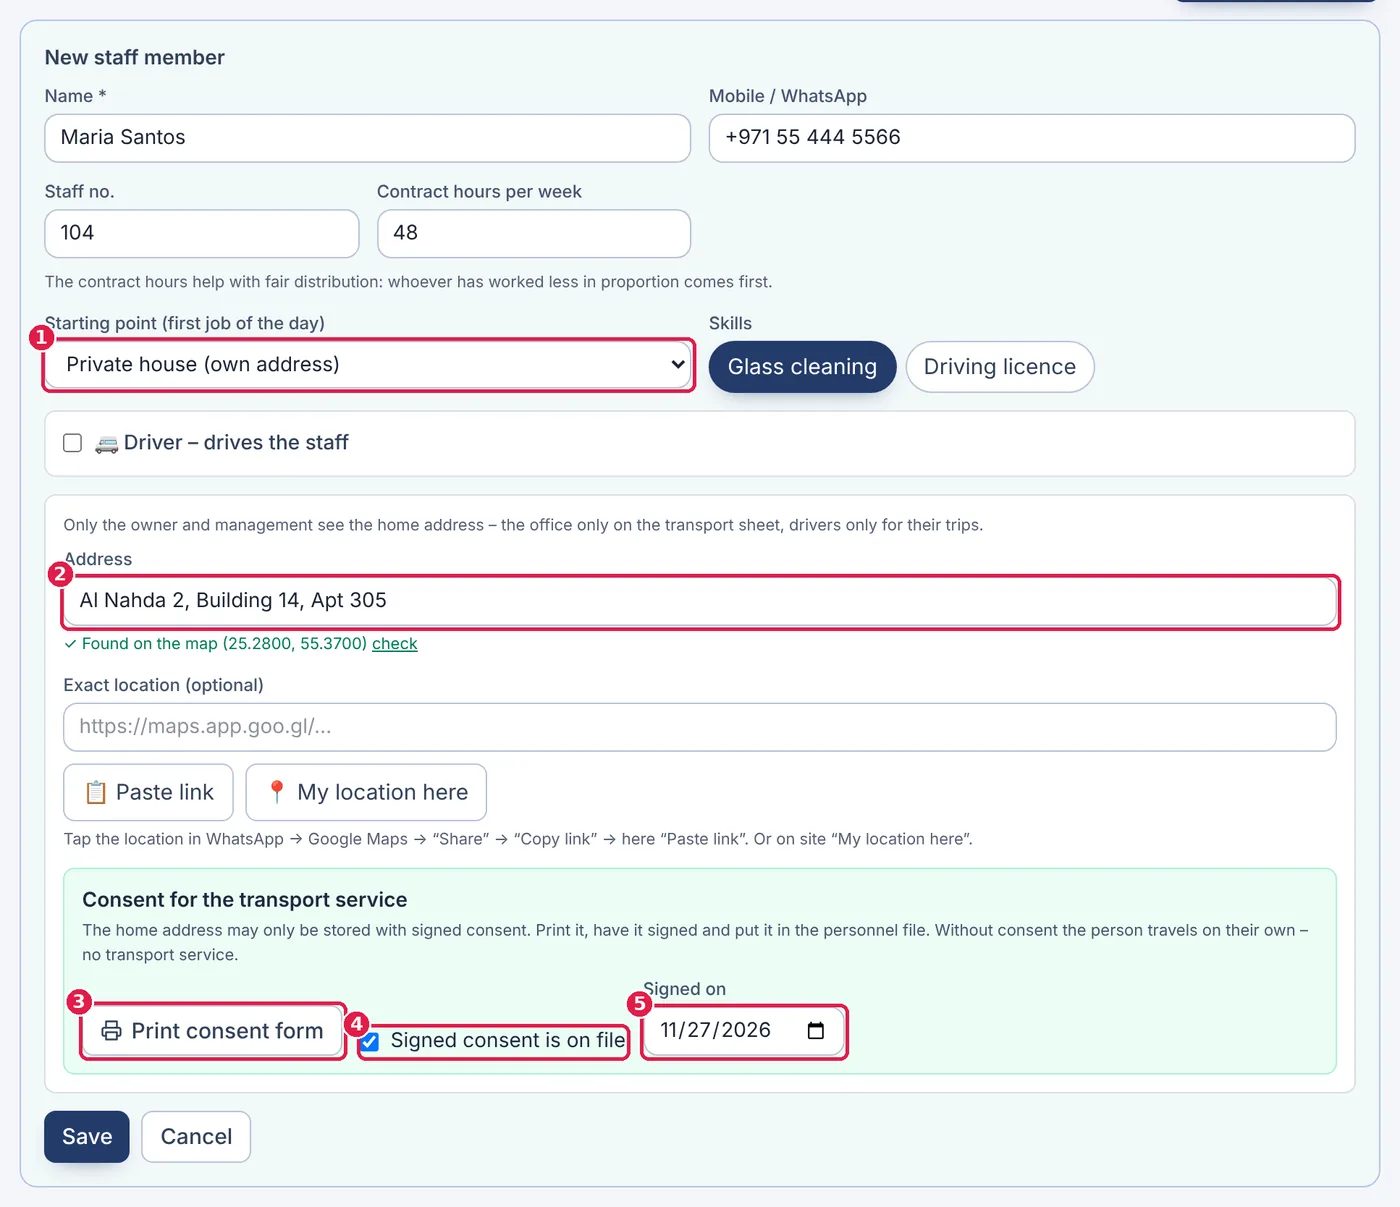 New staff member
Name *
Mobile / WhatsApp
Maria Santos
+971 55 444 5566
Staff no.
Contract hours per week
104
48
The contract hours help with fair distribution: whoever has worked less in proportion comes first.
Starting point (first job of the day)
Skills
1
Private house (own address)
Glass cleaning
Driving licence
Driver – drives the staff
Only the owner and management see the home address – the office only on the transport sheet, drivers only for their trips.
Address
2
Al Nahda 2, Building 14, Apt 305
✓ Found on the map (25.2800, 55.3700) check
Exact location (optional)
https://maps.app.goo.gl/...
Paste link
My location here
Tap the location in WhatsApp → Google Maps → “Share” → “Copy link” → here “Paste link”. Or on site “My location here”.
Consent for the transport service
The home address may only be stored with signed consent. Print it, have it signed and put it in the personnel file. Without consent the person travels on their own –
no transport service.
Signed on
3
Print consent form
4
Signed consent is on file
5
11/27/2026
Save
Cancel